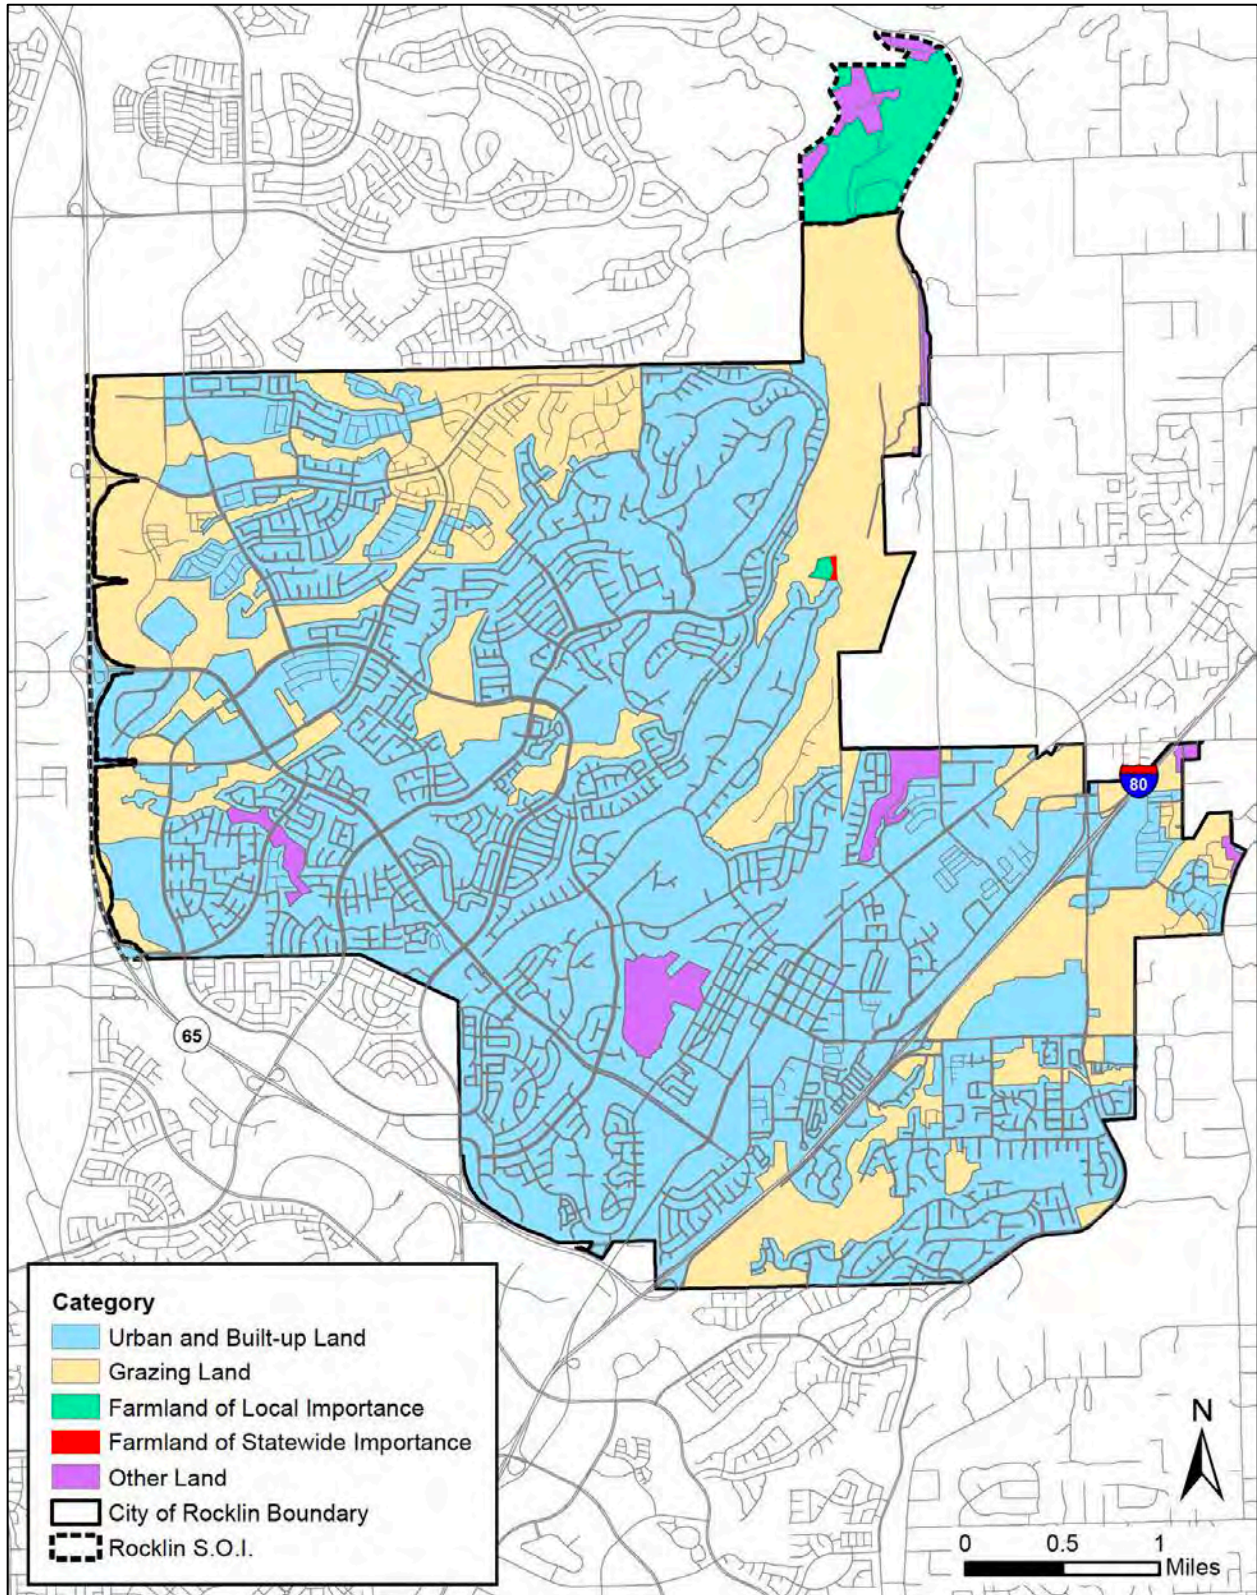 80
65
Category
Urban and Built-up Land
Grazing Land
Farmland of Local Importance
Farmland of Statewide Importance
Other Land
City of Rocklin Boundary
Rocklin S.O.I.
N
0 0.5 1
Miles